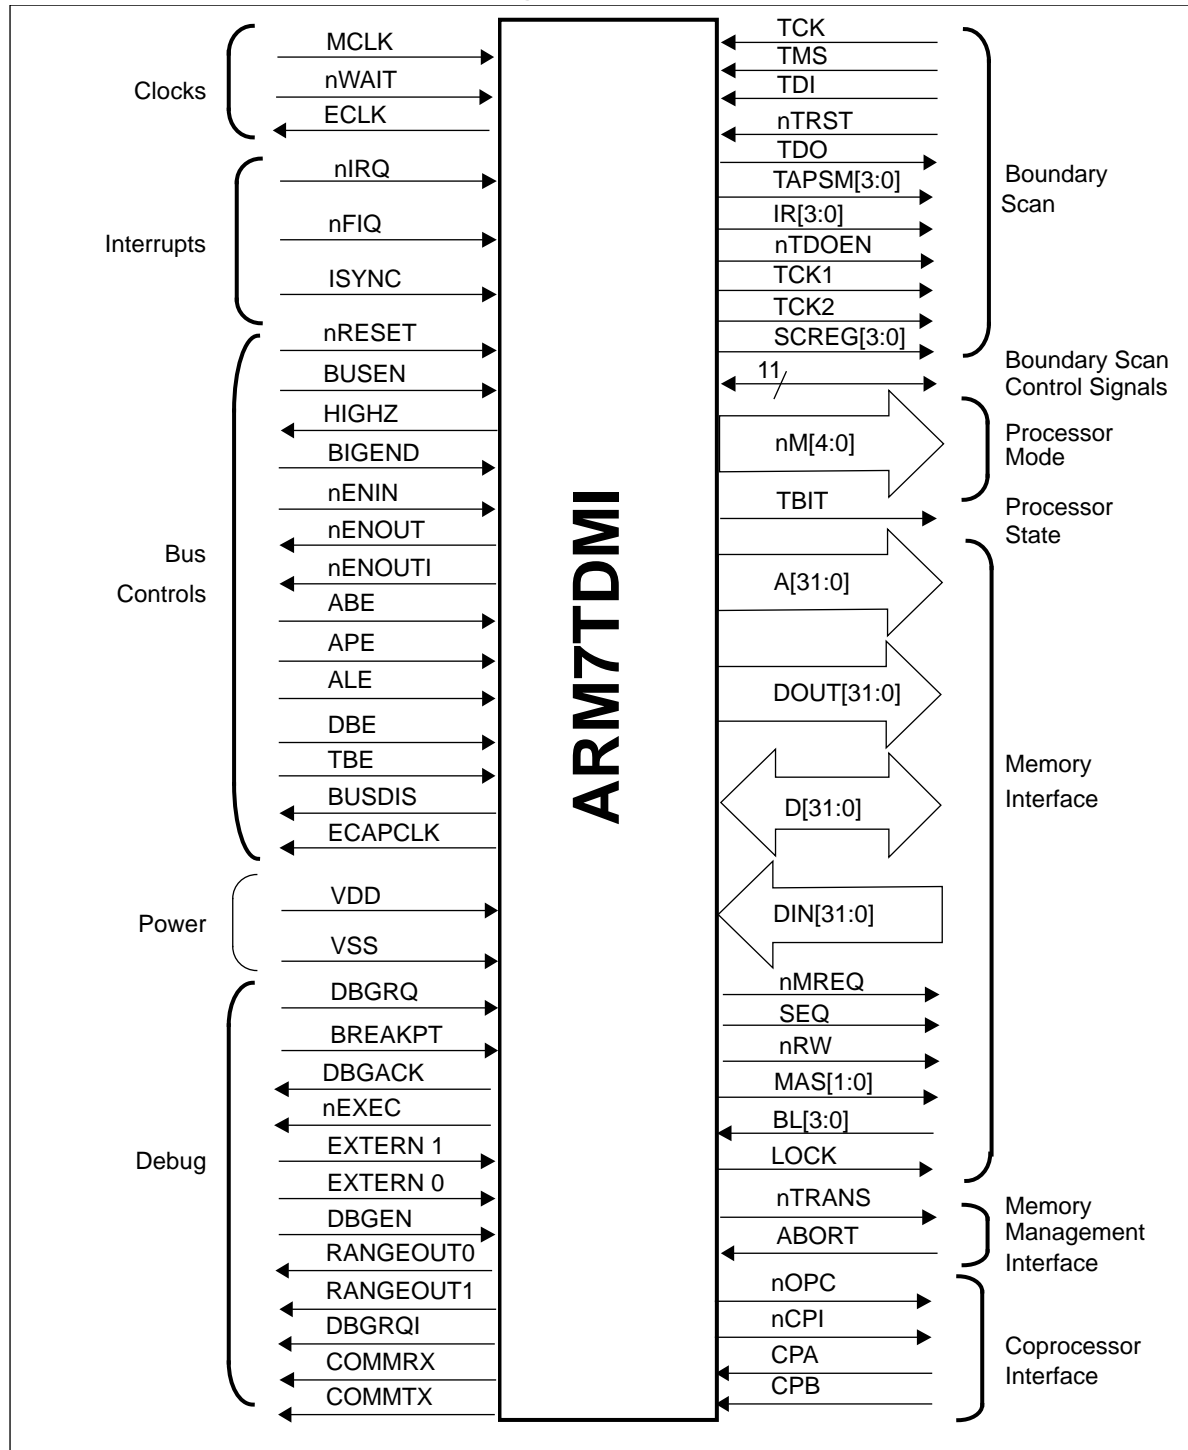 MCLK
nWAIT
ECLK
Clocks
nIRQ
nFIQ
ISYNC
Interrupts
nRESET
BUSEN
HIGHZ
BIGEND
nENIN
nENOUT
nENOUTI
ABE
APE
ALE
DBE
TBE
BUSDIS
ECAPCLK
Bus
Controls
VDD
VSS
Power
DBGRQ
BREAKPT
DBGACK
nEXEC
EXTERN 1
EXTERN 0
DBGEN
RANGEOUT0
RANGEOUT1
DBGRQI
COMMRX
COMMTX
Debug
ARM7TDMI
TCK
TMS
TDI
nTRST
TDO
TAPSM[3:0]
IR[3:0]
nTDOEN
TCK1
TCK2
SCREG[3:0]
Boundary
Scan
11
Boundary Scan
Control Signals
nM[4:0]
Processor
Mode
TBIT
Processor
State
A[31:0]
DOUT[31:0]
D[31:0]
DIN[31:0]
nMREQ
SEQ
nRW
MAS[1:0]
BL[3:0]
LOCK
Memory
Interface
nTRANS
ABORT
Memory
Management
Interface
nOPC
nCPI
CPA
CPB
Coprocessor
Interface